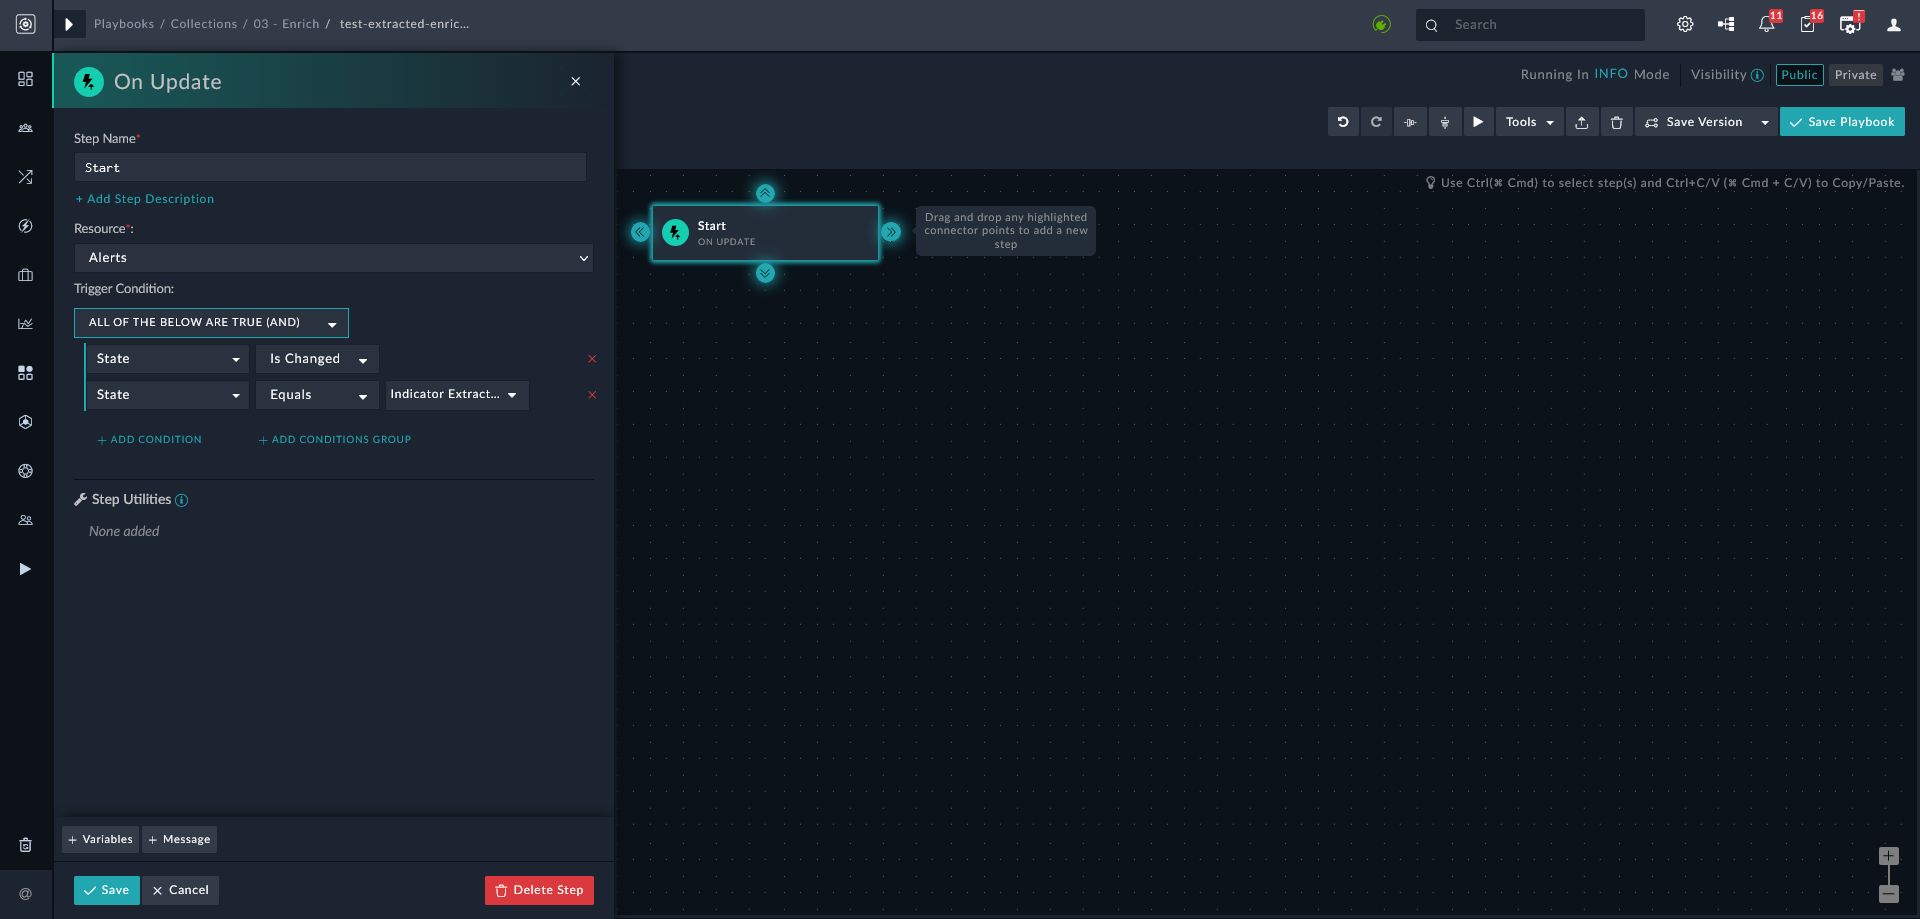 Playbooks / Collections / 03 - Enrich / test-extracted-enric...
Search
11
16
!
On Update
Running In INFO Mode
Visibility
Public
Private
Tools
Save Version
Save Playbook
Step Name*
Start
+ Add Step Description
Resource*:
Alerts
Trigger Condition:
ALL OF THE BELOW ARE TRUE (AND)
State
Is Changed
State
Equals
Indicator Extract...
+ ADD CONDITION
+ ADD CONDITIONS GROUP
Step Utilities
None added
Use Ctrl(⌘ Cmd) to select step(s) and Ctrl+C/V (⌘ Cmd + C/V) to Copy/Paste.
Start
ON UPDATE
Drag and drop any highlighted
connector points to add a new
step
+ Variables
+ Message
Save
Cancel
Delete Step
@